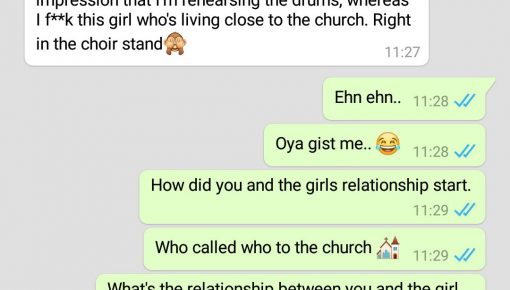 impression that I'm rehearsing the drums, whereas
I f**k this girl who's living close to the church. Right
in the choir stand🙈
11:27
Ehn ehn.. 11:28
Oya gist me.. 😂 11:28
How did you and the girls relationship start.
11:29
Who called who to the church ⛪ 11:29
What's the relationship between you and the girl